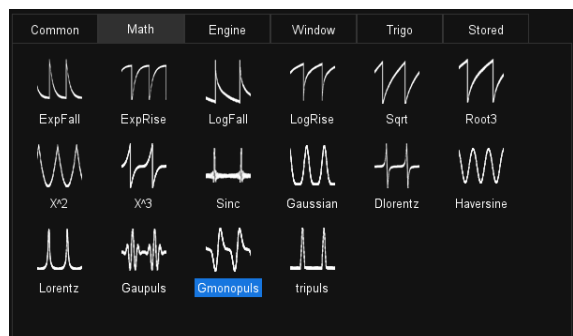 Common Math Engine Window Trigo Stored
ExpFall ExpRise LogFall LogRise Sqrt Root3
X^2 X^3 Sinc Gaussian Dlorentz Haversine
Lorentz Gaupuls Gmonopuls tripuls